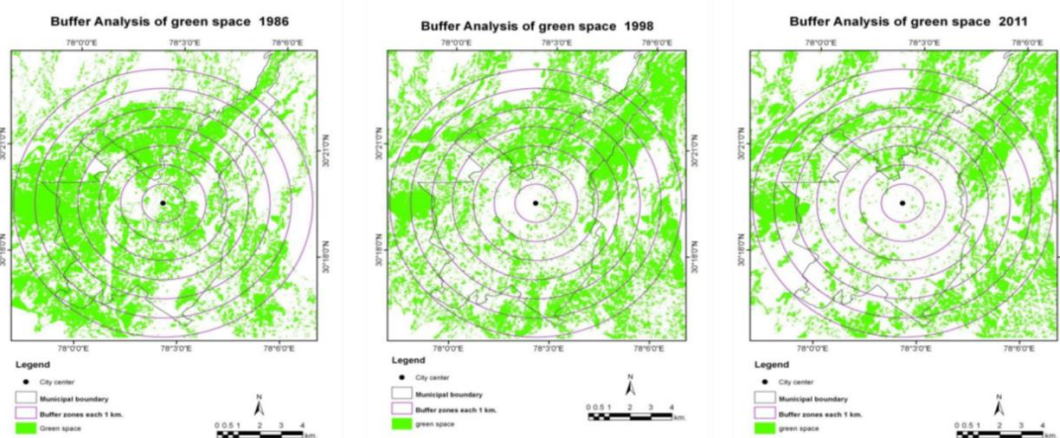 Buffer Analysis of green space 1986
78°0'0"E 78°3'0"E 78°6'0"E
30°21'0"N 30°21'0"N
30°18'0"N 30°18'0"N
78°0'0"E 78°3'0"E 78°6'0"E
Legend
City center
Municipal boundary
Buffer zones each 1 km.
Green space
N
0 0.5 1 2 3 4
km.
Buffer Analysis of green space 1998
78°0'0"E 78°3'0"E 78°6'0"E
30°21'0"N 30°21'0"N
30°18'0"N 30°18'0"N
78°0'0"E 78°3'0"E 78°6'0"E
Legend
City center
Municipal boundary
Buffer zones each 1 km.
green space
N
0 0.5 1 2 3 4
km.
Buffer Analysis of green space 2011
78°0'0"E 78°3'0"E 78°6'0"E
30°21'0"N
30°18'0"N
78°0'0"E 78°3'0"E 78°6'0"E
Legend
City center
Municipal boundary
Buffer zones each 1 km.
green space
N
0 0.5 1 2 3 4
km.